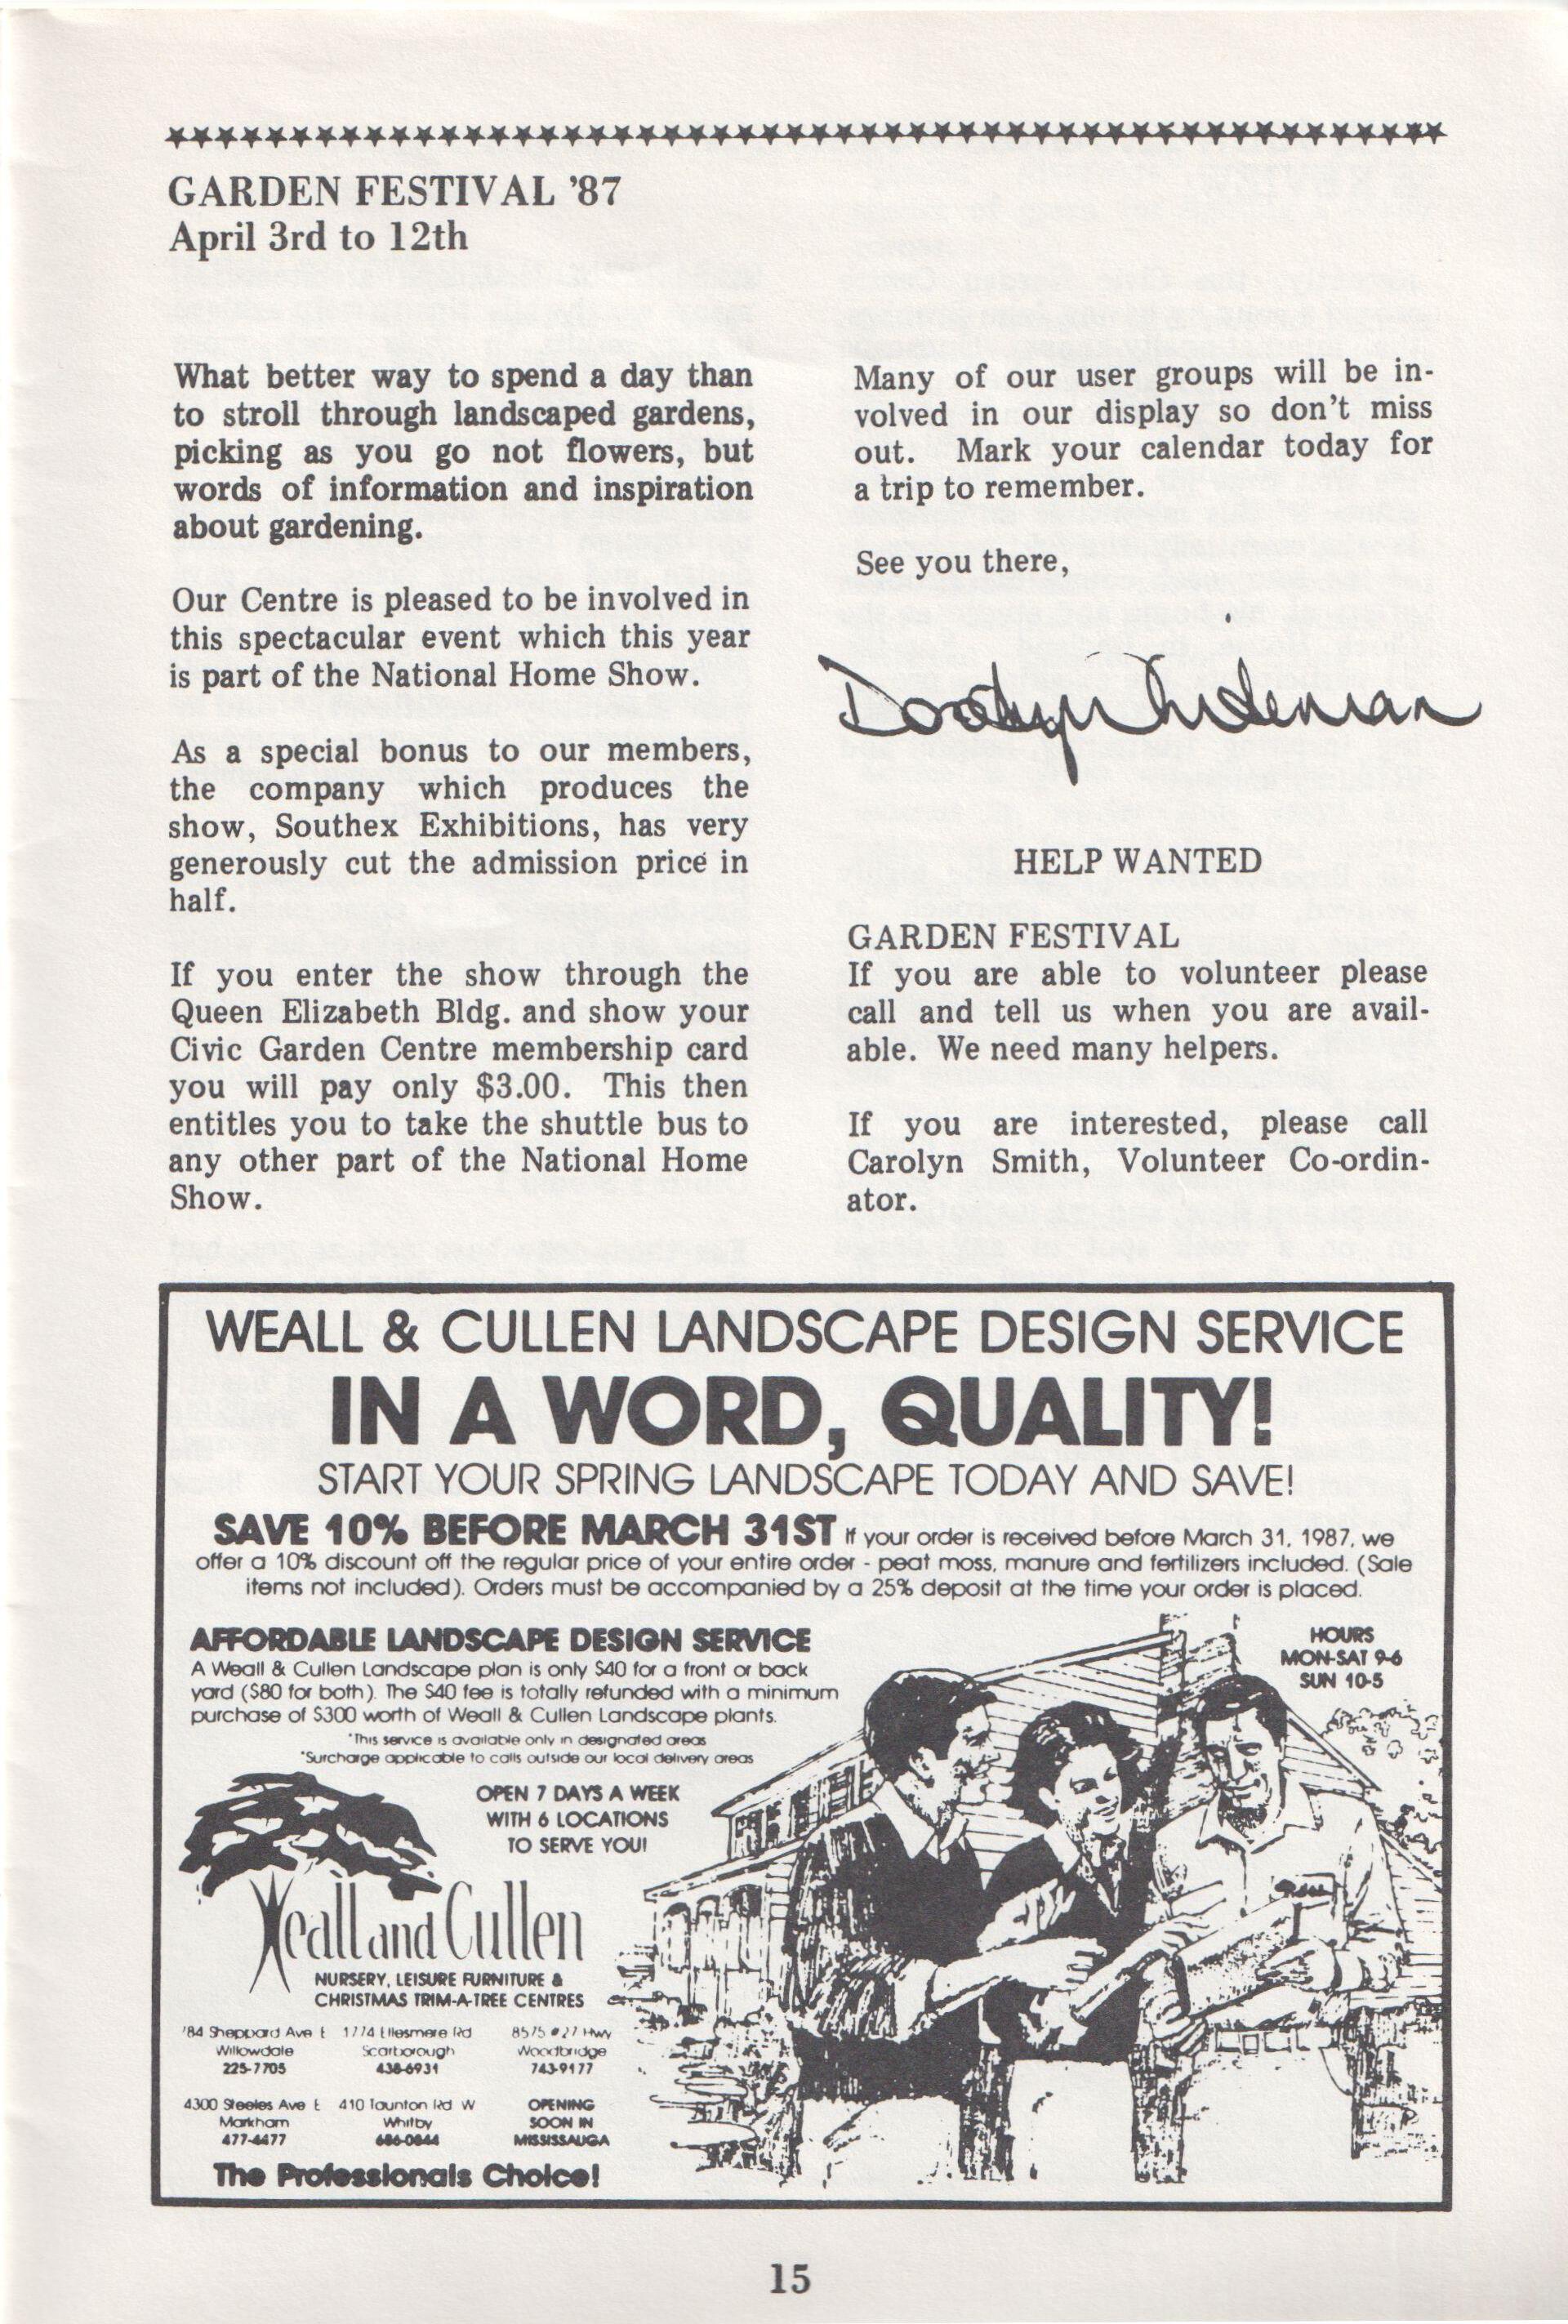 GARDEN FESTIVAL '87
April 3rd to 12th
What better way to spend a day than
to stroll through landscaped gardens,
picking as you go not flowers, but
words of information and inspiration
about gardening.
Our Centre is pleased to be involved in
this spectacular event which this year
is part of the National Home Show.
As a special bonus to our members,
the company which produces the
show, Southex Exhibitions, has very
generously cut the admission price in
half.
If you enter the show through the
Queen Elizabeth Bldg. and show your
Civic Garden Centre membership card
you will pay only $3.00. This then
entitles you to take the shuttle bus to
any other part of the National Home
Show.
Many of our user groups will be in-
volved in our display so don't miss
out. Mark your calendar today for
a trip to remember.
See you there,
HELP WANTED
GARDEN FESTIVAL
If you are able to volunteer please
call and tell us when you are avail-
able. We need many helpers.
If you are interested, please call
Carolyn Smith, Volunteer Co-ordin-
ator.
WEALL & CULLEN LANDSCAPE DESIGN SERVICE
IN A WORD, QUALITY!
START YOUR SPRING LANDSCAPE TODAY AND SAVE!
SAVE 10% BEFORE MARCH 31ST If your order is received before March 31, 1987, we
offer a 10% discount off the regular price of your entire order - peat moss, manure and fertilizers included. (Sale
items not included). Orders must be accompanied by a 25% deposit at the time your order is placed.
AFFORDABLE LANDSCAPE DESIGN SERVICE
A Weall & Cullen Landscape plan is only $40 for a front or back
yard ($80 for both). The $40 fee is totally refunded with a minimum
purchase of $300 worth of Weall & Cullen Landscape plants.
*This service is available only in designated areas
*Surcharge applicable to calls outside our local delivery areas
HOURS
MON-SAT 9-6
SUN 10-5
OPEN 7 DAYS A WEEK
WITH 6 LOCATIONS
TO SERVE YOU!
Weall and Cullen
NURSERY, LEISURE FURNITURE &
CHRISTMAS TRIM-A-TREE CENTRES
784 Sheppard Ave E
Willowdale
225-7705
1774 Ellesmere Rd
Scarborough
438-6931
8575 #27 Hwy
Woodbridge
743-9177
4300 Steeles Ave E
Markham
477-4477
410 Taunton Rd W
Whitby
686-0844
OPENING
SOON IN
MISSISSAUGA
The Professionals Choice!
15